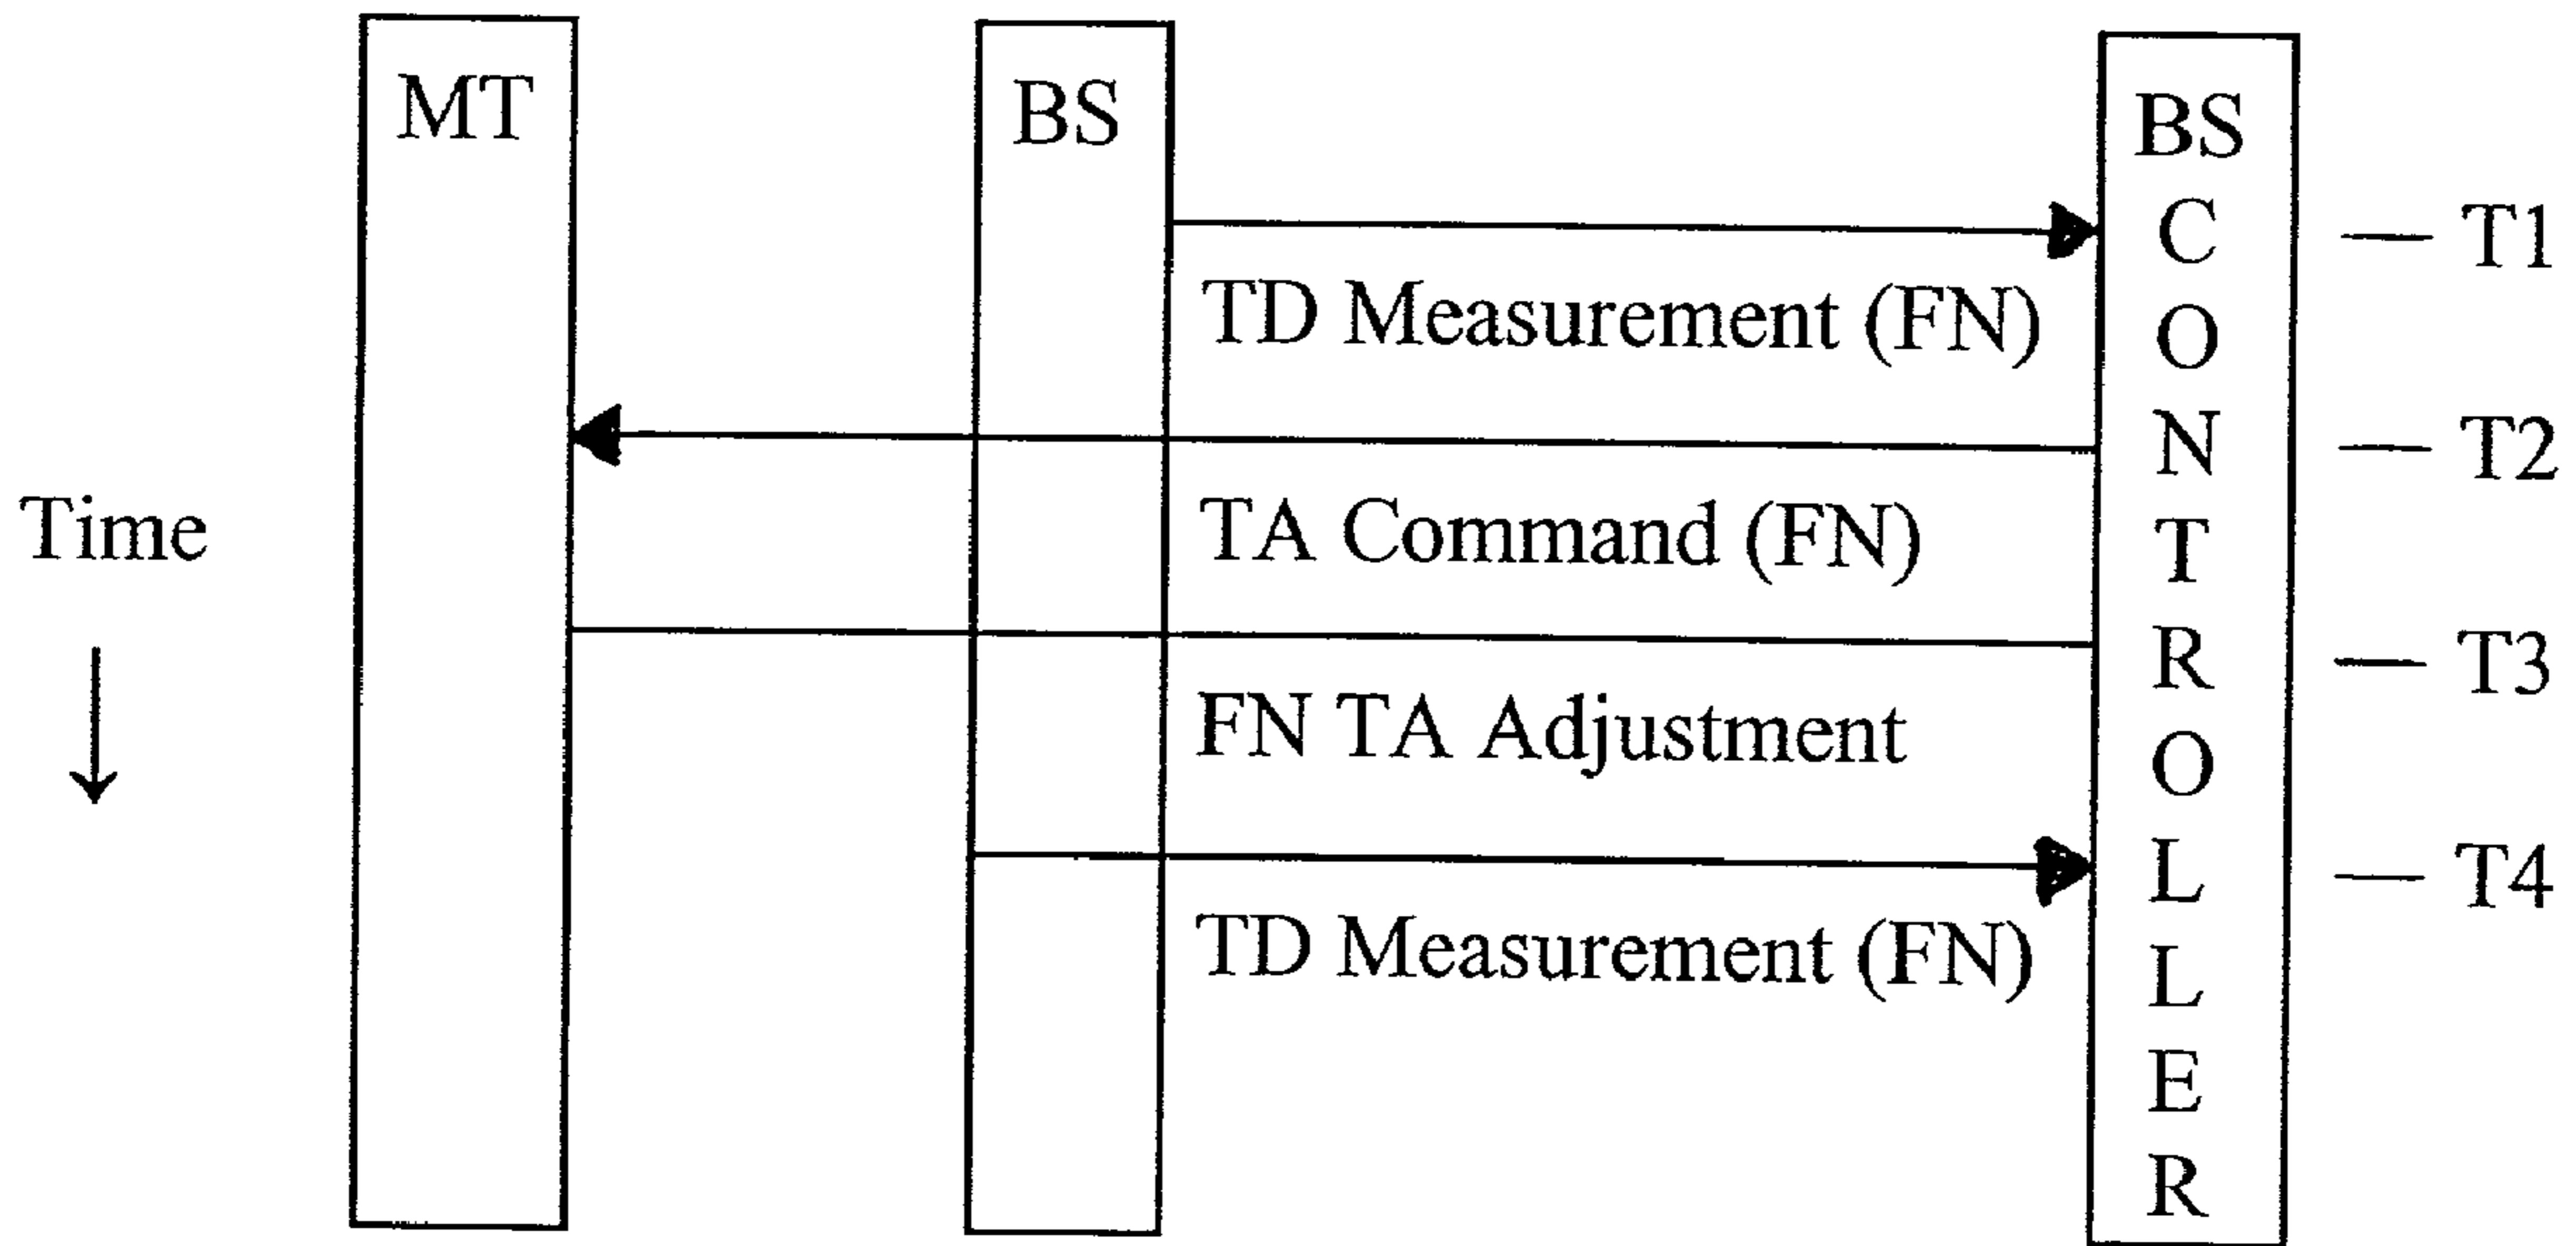 MT
BS
BS
C
O
N
T
R
O
L
L
E
R
T1
TD Measurement (FN)
T2
TA Command (FN)
Time
T3
FN TA Adjustment
T4
TD Measurement (FN)